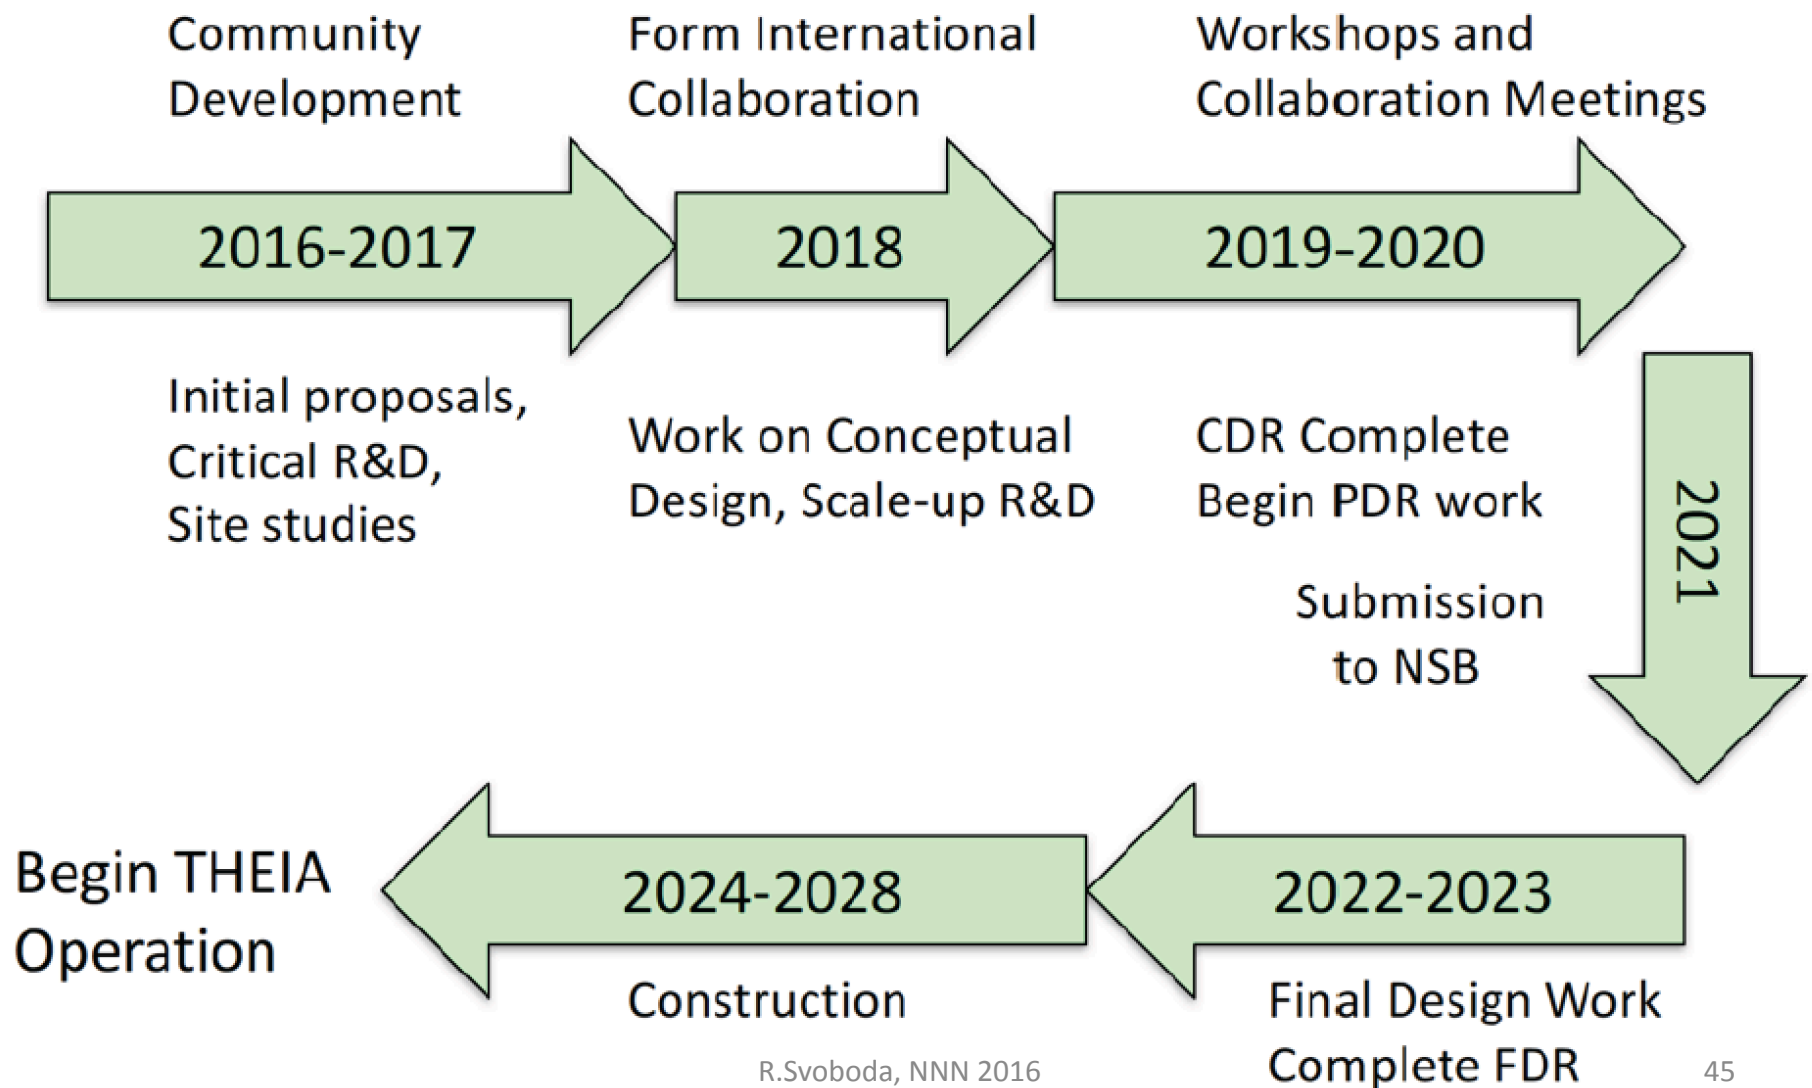 Community
Development
Form International
Collaboration
Workshops and
Collaboration Meetings
2016-2017
2018
2019-2020
Initial proposals,
Critical R&D,
Site studies
Work on Conceptual
Design, Scale-up R&D
CDR Complete
Begin PDR work
2021
Submission
to NSB
2022-2023
Final Design Work
Complete FDR
2024-2028
Construction
Begin THEIA
Operation
R.Svoboda, NNN 2016
45